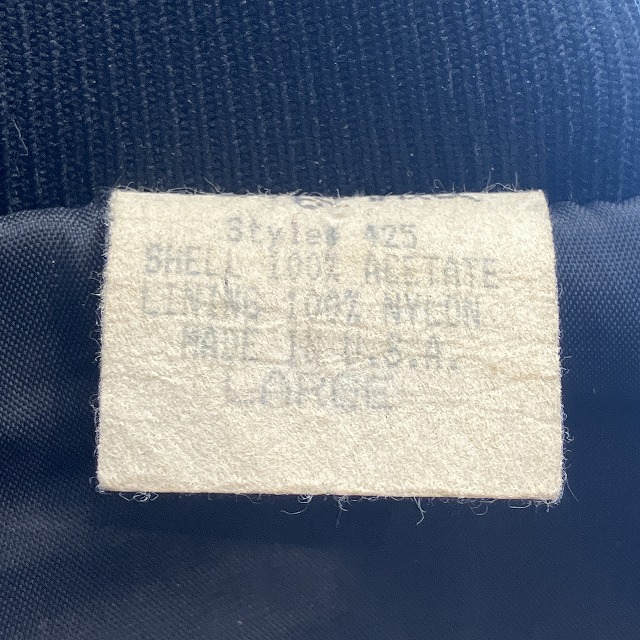 Style# 425
SHELL 100% ACETATE
LINING 100% NYLON
MADE IN U.S.A.
LARGE